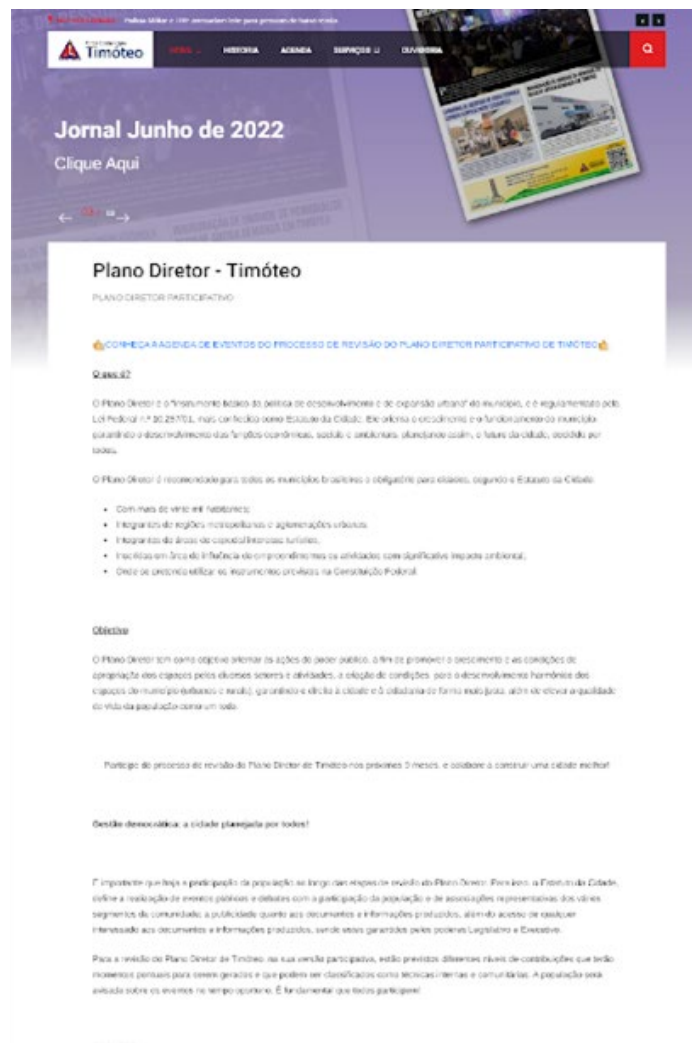 Timóteo
HISTORIA
AGENDA
SERVIÇOS
OUVIDORIA
Jornal Junho de 2022
Clique Aqui
Plano Diretor - Timóteo
PLANO DIRETOR PARTICIPATIVO
CONHEÇA A AGENDA DE EVENTOS DO PROCESSO DE REVISÃO DO PLANO DIRETOR PARTICIPATIVO DE TIMÓTEO
O que é?
O Plano Diretor é o "instrumento básico da política de desenvolvimento e de expansão urbana" do município, e é regulamentado pela
Lei Federal n.º 10.257/01, mais conhecida como Estatuto da Cidade. Ele orienta o crescimento e o funcionamento do município,
garantindo o desenvolvimento das funções econômicas, sociais e ambientais, planejando assim, o futuro da cidade, decidido por
todos.
O Plano Diretor é recomendado para todos os municípios brasileiros e obrigatório para cidades, segundo o Estatuto da Cidade:
Com mais de vinte mil habitantes;
Integrantes de regiões metropolitanas e aglomerações urbanas;
Integrantes de áreas de especial interesse turístico;
Inseridas em área de influência de empreendimentos ou atividades com significativo impacto ambiental;
Onde se pretenda utilizar os instrumentos previstos na Constituição Federal.
Objetivo
O Plano Diretor tem como objetivo orientar as ações do poder público, a fim de promover o crescimento e as condições de
apropriação dos espaços pelos diversos setores e atividades, a criação de condições, para o desenvolvimento harmônico dos
espaços do município (urbanos e rurais), garantindo o direito à cidade e à cidadania de forma mais justa, além de elevar a qualidade
de vida da população como um todo.
Participe do processo de revisão do Plano Diretor de Timóteo nos próximos 9 meses, e colabore a construir uma cidade melhor!
Gestão democrática: a cidade planejada por todos!
É importante que haja a participação da população ao longo das etapas de revisão do Plano Diretor. Para isso, o Estatuto da Cidade,
define a realização de eventos públicos e debates com a participação da população e de associações representativas dos vários
segmentos da comunidade; a publicidade quanto aos documentos e informações produzidos, além do acesso de qualquer
interessado aos documentos e informações produzidos, sendo esses garantidos pelos poderes Legislativo e Executivo.
Para a revisão do Plano Diretor de Timóteo, na sua versão participativa, estão previstos diferentes níveis de contribuições que terão
momentos pontuais para serem gerados e que podem ser classificados como técnicas internas e comunitárias. A população será
avisada sobre os eventos no tempo oportuno. É fundamental que todos participem!